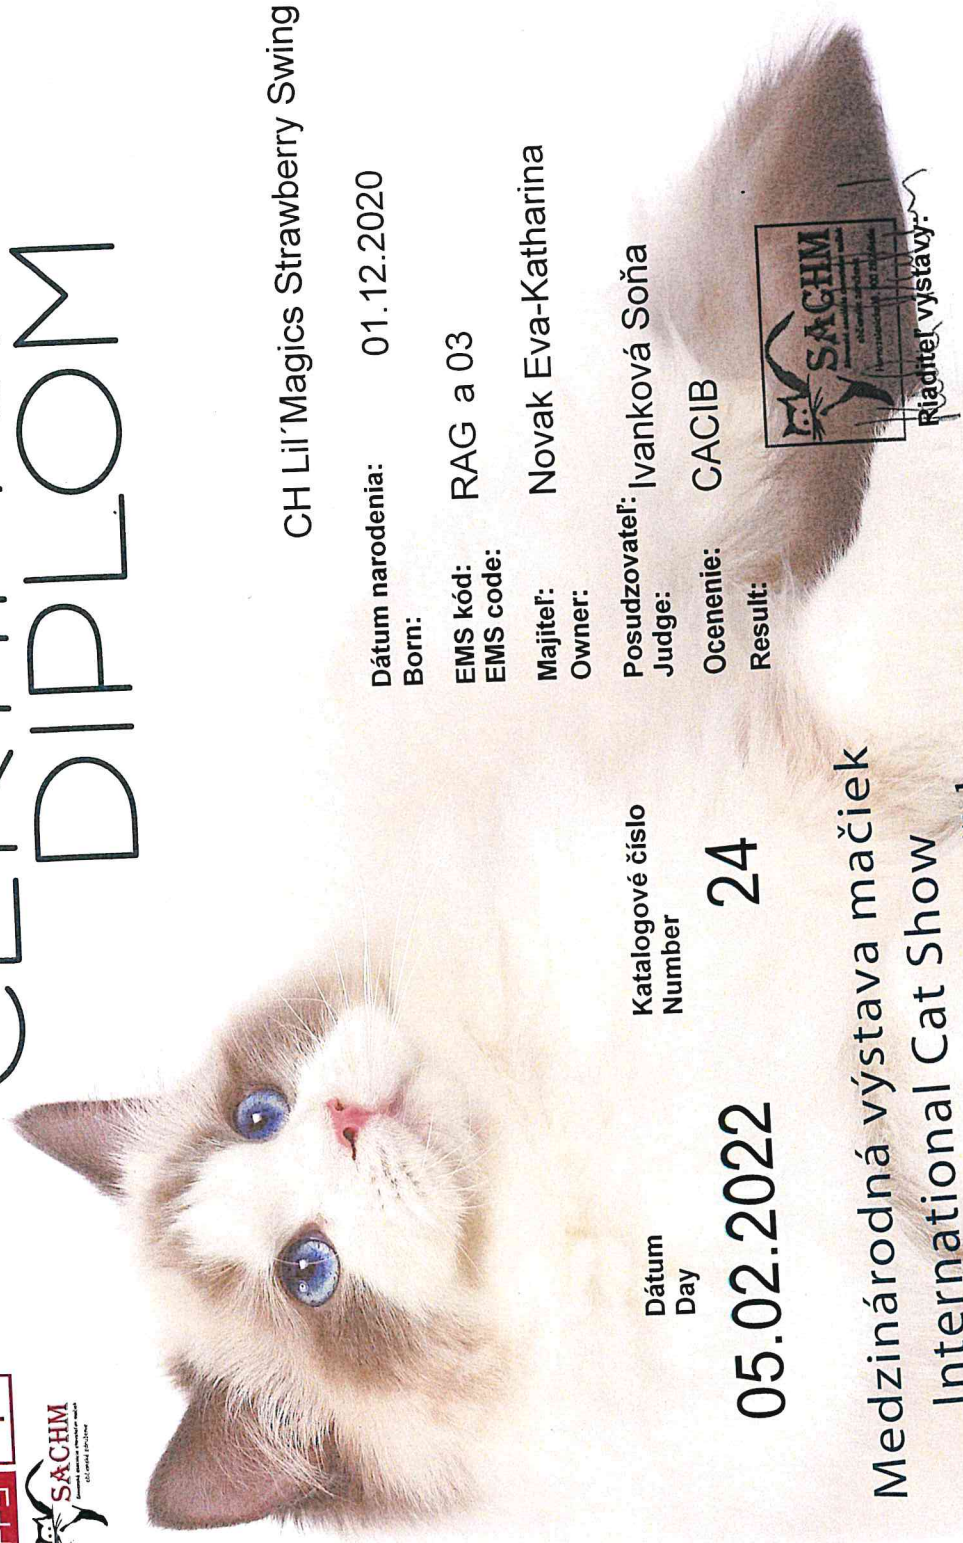 DIPLOM
SACHM
CH Lil´Magics Strawberry Swing
Dátum narodenia: 01.12.2020
Born:
EMS kód: RAG a 03
EMS code:
Majiteľ: Novak Eva-Katharina
Owner:
Posudzovateľ: Ivanková Soňa
Judge:
Ocenenie: CACIB
Result:
Dátum
Day
05.02.2022
Katalogové číslo
Number
24
SACHM
Riaditeľ výstavy:
Medzinárodná výstava mačiek
International Cat Show